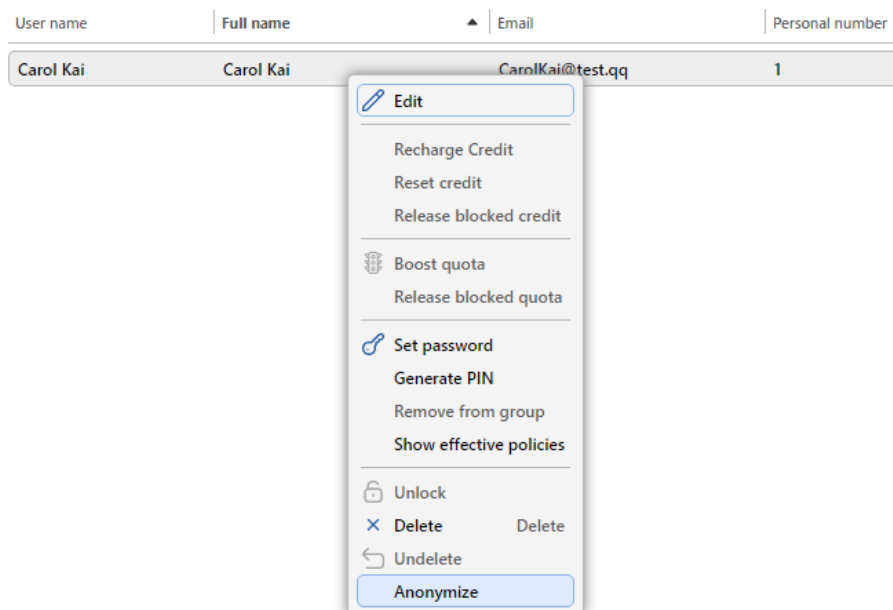 User name Full name Email Personal number
Carol Kai Carol Kai CarolKai@test.qq 1
Edit
Recharge Credit
Reset credit
Release blocked credit
Boost quota
Release blocked quota
Set password
Generate PIN
Remove from group
Show effective policies
Unlock
Delete Delete
Undelete
Anonymize